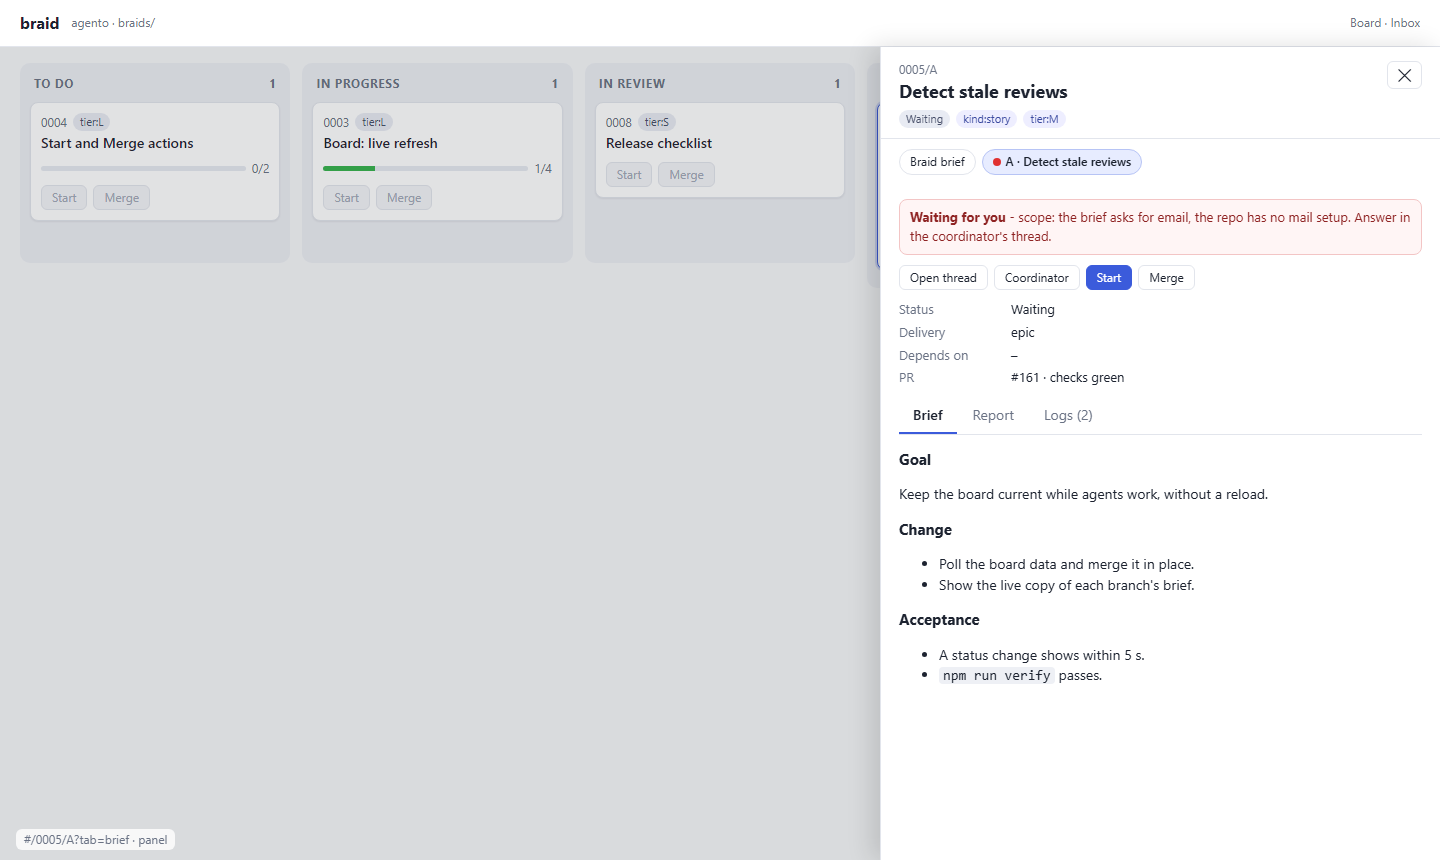 braid agento · braids/ Board · Inbox
TO DO 1
0004 tier:L
Start and Merge actions
0/2
Start Merge
IN PROGRESS 1
0003 tier:L
Board: live refresh
1/4
Start Merge
IN REVIEW 1
0008 tier:S
Release checklist
Start Merge
0005/A
Detect stale reviews
Waiting kind:story tier:M
Braid brief A · Detect stale reviews
Waiting for you - scope: the brief asks for email, the repo has no mail setup. Answer in
the coordinator's thread.
Open thread Coordinator Start Merge
Status Waiting
Delivery epic
Depends on –
PR #161 · checks green
Brief Report Logs (2)
Goal
Keep the board current while agents work, without a reload.
Change
• Poll the board data and merge it in place.
• Show the live copy of each branch's brief.
Acceptance
• A status change shows within 5 s.
• npm run verify passes.
#/0005/A?tab=brief · panel